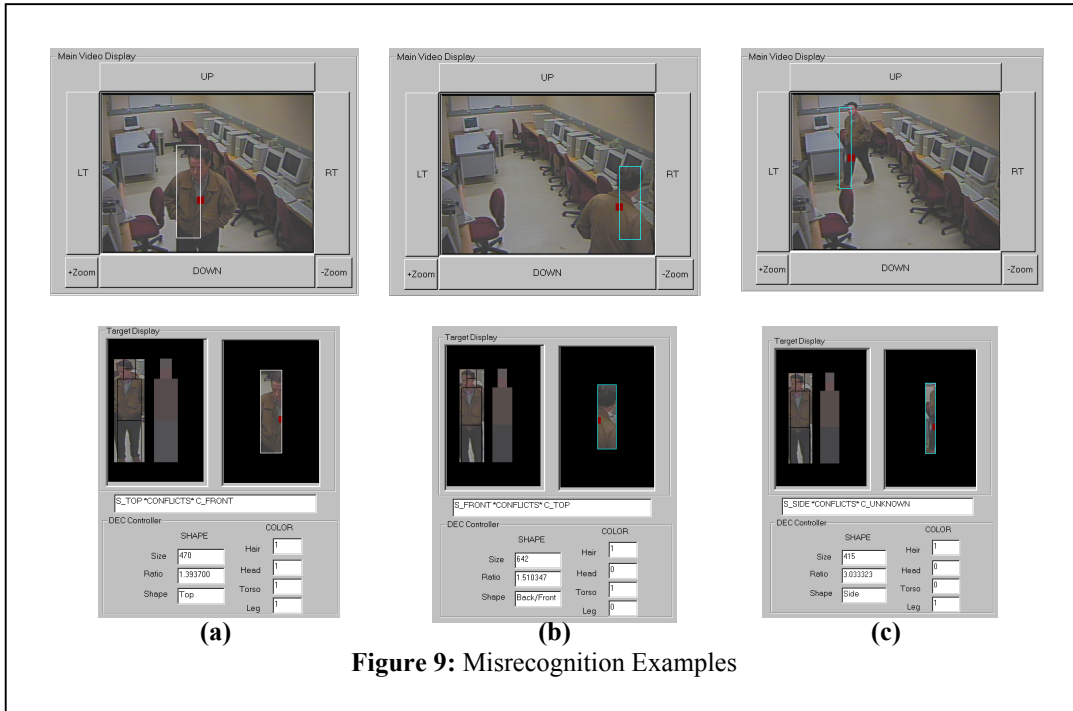 Main Video Display
UP
LT
RT
+Zoom
DOWN
-Zoom
Main Video Display
UP
LT
RT
+Zoom
DOWN
-Zoom
Main Video Display
UP
LT
RT
+Zoom
DOWN
-Zoom
Target Display
S_TOP *CONFLICTS* C_FRONT
DEC Controller
SHAPE
COLOR
Size 470
Ratio 1.393700
Shape Top
Hair 1
Head 1
Torso 1
Leg 1
Target Display
S_FRONT *CONFLICTS* C_TOP
DEC Controller
SHAPE
COLOR
Size 642
Ratio 1.510347
Shape Back/Front
Hair 1
Head 0
Torso 1
Leg 0
Target Display
S_SIDE *CONFLICTS* C_UNKNOWN
DEC Controller
SHAPE
COLOR
Size 415
Ratio 3.033323
Shape Side
Hair 1
Head 0
Torso 0
Leg 1
(a)
(b)
(c)
Figure 9: Misrecognition Examples